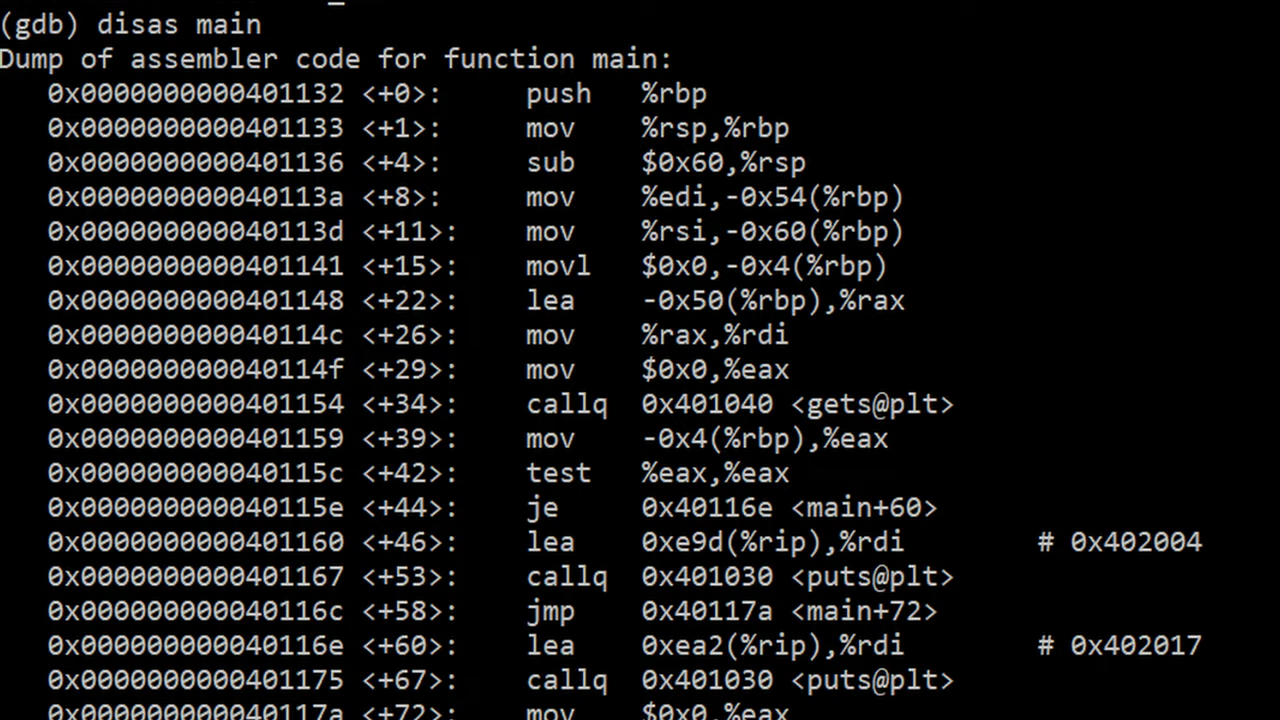 (gdb) disas main
Dump of assembler code for function main:
0x0000000000401132 <+0>: push %rbp
0x0000000000401133 <+1>: mov %rsp,%rbp
0x0000000000401136 <+4>: sub $0x60,%rsp
0x000000000040113a <+8>: mov %edi,-0x54(%rbp)
0x000000000040113d <+11>: mov %rsi,-0x60(%rbp)
0x0000000000401141 <+15>: movl $0x0,-0x4(%rbp)
0x0000000000401148 <+22>: lea -0x50(%rbp),%rax
0x000000000040114c <+26>: mov %rax,%rdi
0x000000000040114f <+29>: mov $0x0,%eax
0x0000000000401154 <+34>: callq 0x401040 <gets@plt>
0x0000000000401159 <+39>: mov -0x4(%rbp),%eax
0x000000000040115c <+42>: test %eax,%eax
0x000000000040115e <+44>: je 0x40116e <main+60>
0x0000000000401160 <+46>: lea 0xe9d(%rip),%rdi # 0x402004
0x0000000000401167 <+53>: callq 0x401030 <puts@plt>
0x000000000040116c <+58>: jmp 0x40117a <main+72>
0x000000000040116e <+60>: lea 0xea2(%rip),%rdi # 0x402017
0x0000000000401175 <+67>: callq 0x401030 <puts@plt>
0x000000000040117a <+72>: mov $0x0,%eax